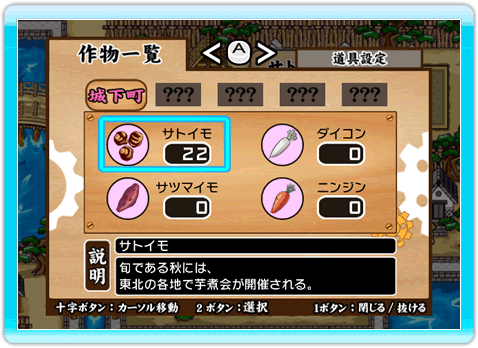 作物一覧
A
道具設定
城下町
???
???
???
???
サトイモ
22
ダイコン
0
サツマイモ
0
ニンジン
0
説明
サトイモ
旬である秋には、
東北の各地で芋煮会が開催される。
十字ボタン：カーソル移動 2ボタン：選択 1ボタン：閉じる/抜ける